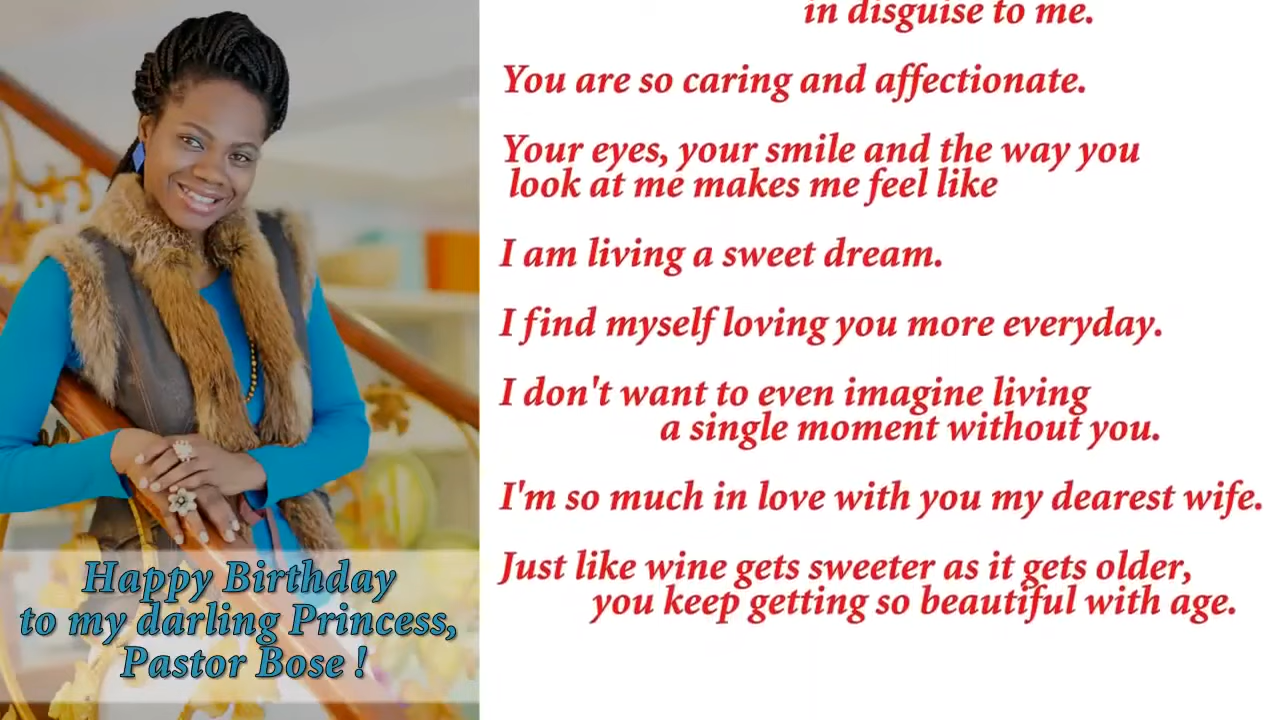 in disguise to me.
You are so caring and affectionate.
Your eyes, your smile and the way you
look at me makes me feel like
I am living a sweet dream.
I find myself loving you more everyday.
I don't want to even imagine living
a single moment without you.
I'm so much in love with you my dearest wife.
Just like wine gets sweeter as it gets older,
you keep getting so beautiful with age.
Happy Birthday
to my darling Princess,
Pastor Bose !